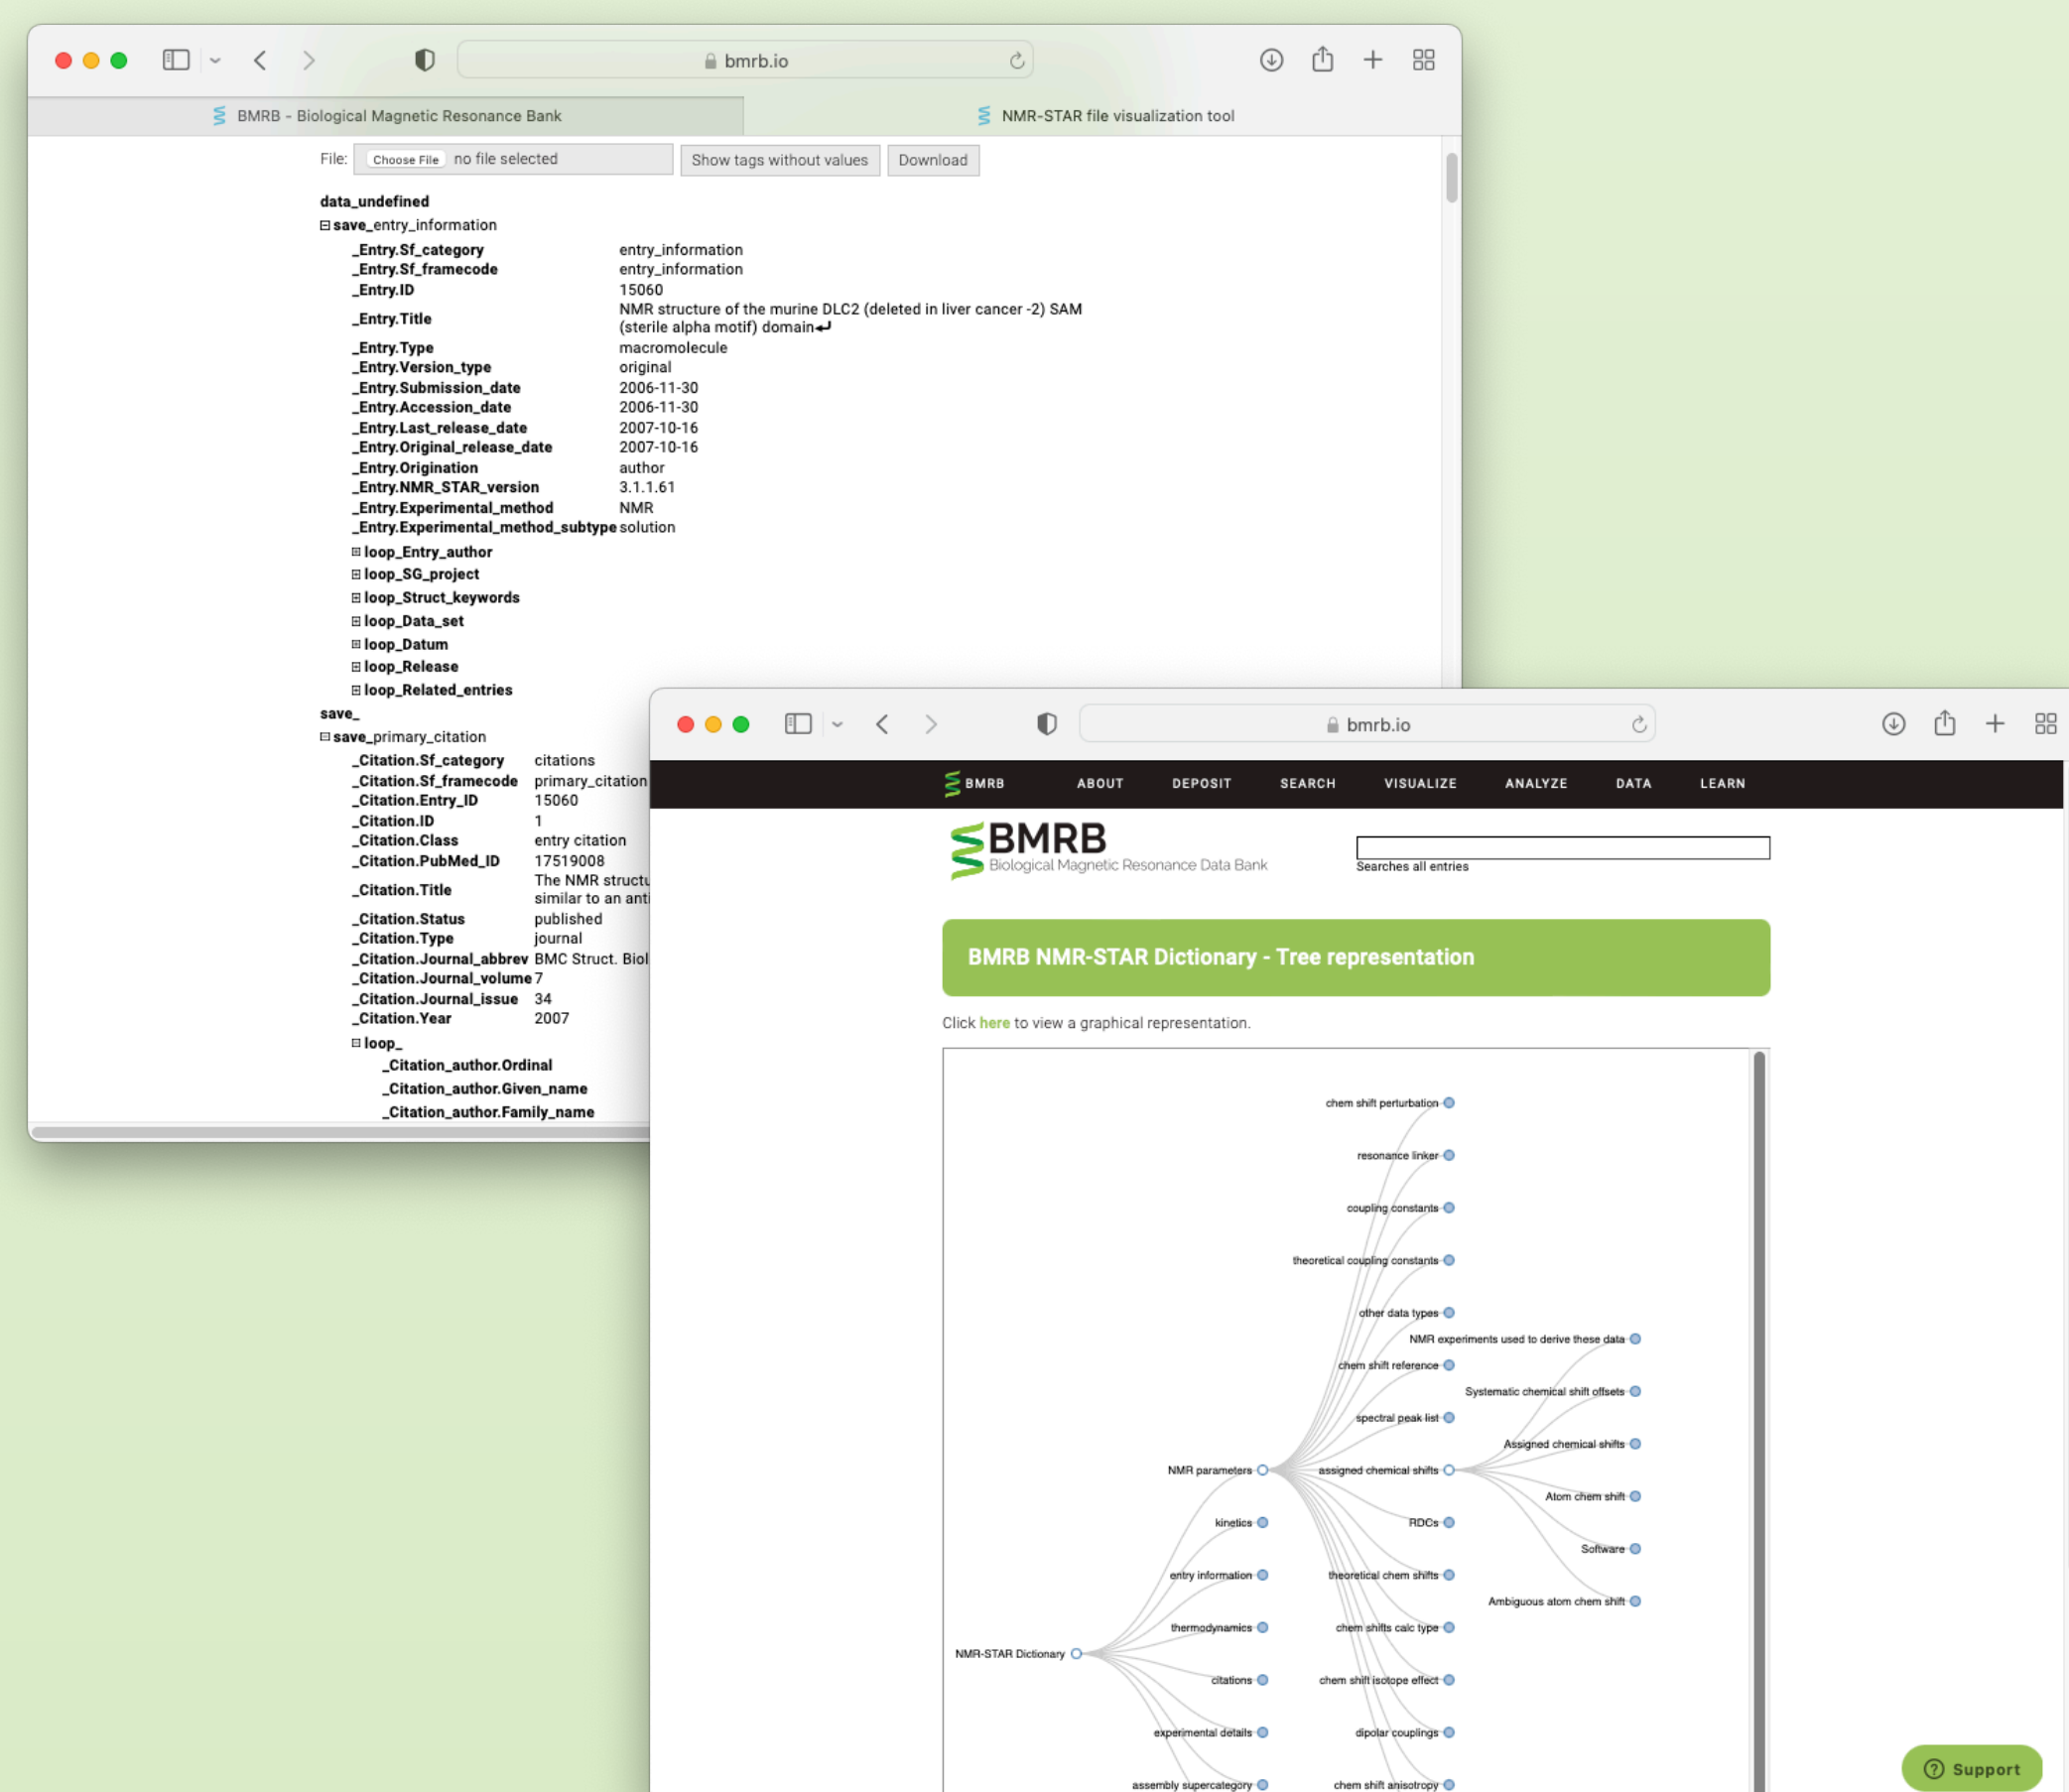 bmrb.io
BMRB - Biological Magnetic Resonance Bank
NMR-STAR file visualization tool
File: Choose File no file selected Show tags without values Download
data_undefined
save_entry_information
_Entry.Sf_category entry_information
_Entry.Sf_framecode entry_information
_Entry.ID 15060
_Entry.Title NMR structure of the murine DLC2 (deleted in liver cancer -2) SAM
(sterile alpha motif) domain
_Entry.Type macromolecule
_Entry.Version_type original
_Entry.Submission_date 2006-11-30
_Entry.Accession_date 2006-11-30
_Entry.Last_release_date 2007-10-16
_Entry.Original_release_date 2007-10-16
_Entry.Origination author
_Entry.NMR_STAR_version 3.1.1.61
_Entry.Experimental_method NMR
_Entry.Experimental_method_subtype solution
loop_Entry_author
loop_SG_project
loop_Struct_keywords
loop_Data_set
loop_Datum
loop_Release
loop_Related_entries
save_
save_primary_citation
_Citation.Sf_category citations
_Citation.Sf_framecode primary_citation
_Citation.Entry_ID 15060
_Citation.ID 1
_Citation.Class entry citation
_Citation.PubMed_ID 17519008
_Citation.Title The NMR structu
similar to an anti
_Citation.Status published
_Citation.Type journal
_Citation.Journal_abbrev BMC Struct. Biol
_Citation.Journal_volume 7
_Citation.Journal_issue 34
_Citation.Year 2007
loop_
_Citation_author.Ordinal
_Citation_author.Given_name
_Citation_author.Family_name
bmrb.io
BMRB ABOUT DEPOSIT SEARCH VISUALIZE ANALYZE DATA LEARN
BMRB
Biological Magnetic Resonance Data Bank
Searches all entries
BMRB NMR-STAR Dictionary - Tree representation
Click here to view a graphical representation.
chem shift perturbation
resonance linker
coupling constants
theoretical coupling constants
other data types
NMR experiments used to derive these data
chem shift reference
Systematic chemical shift offsets
spectral peak list
Assigned chemical shifts
NMR parameters
assigned chemical shifts
Atom chem shift
kinetics
RDCs
Software
entry information
theoretical chem shifts
Ambiguous atom chem shift
thermodynamics
chem shifts calc type
NMR-STAR Dictionary
citations
chem shift isotope effect
experimental details
dipolar couplings
assembly supercategory
chem shift anisotropy
Support